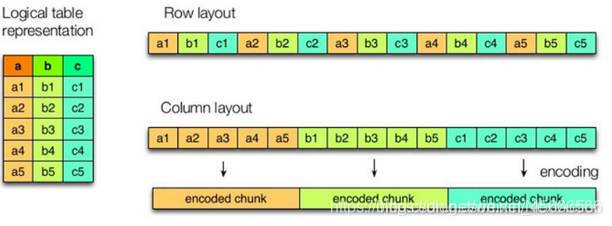 Logical table
representation
a b c
a1 b1 c1
a2 b2 c2
a3 b3 c3
a4 b4 c4
a5 b5 c5
Row layout
a1 b1 c1 a2 b2 c2 a3 b3 c3 a4 b4 c4 a5 b5 c5
Column layout
a1 a2 a3 a4 a5 b1 b2 b3 b4 b5 c1 c2 c3 c4 c5
encoding
encoded chunk encoded chunk encoded chunk